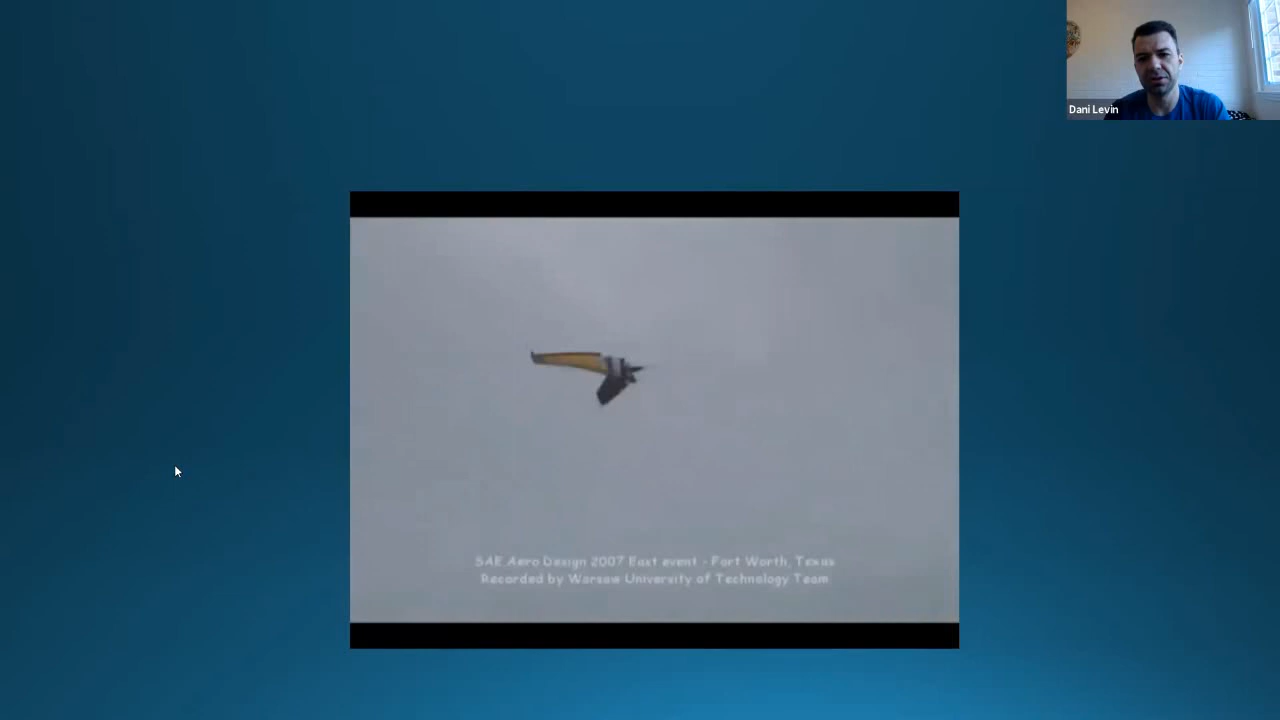 Dani Levin
SAE Aero Design 2007 East event - Fort Worth, Texas
Recorded by Warsaw University of Technology Team